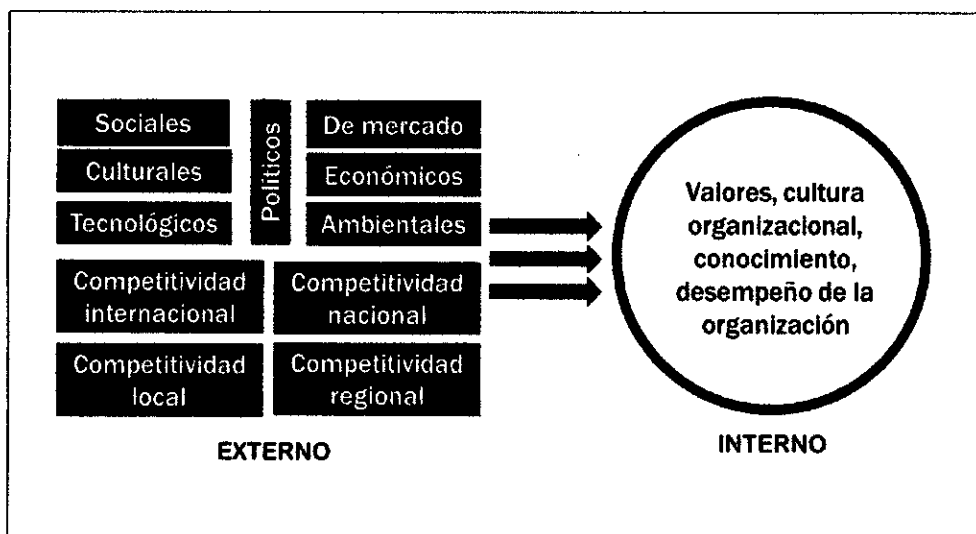 Sociales
Culturales
Tecnológicos
Políticos
De mercado
Económicos
Ambientales
Competitividad
internacional
Competitividad
nacional
Competitividad
local
Competitividad
regional
EXTERNO
Valores, cultura
organizacional,
conocimiento,
desempeño de la
organización
INTERNO